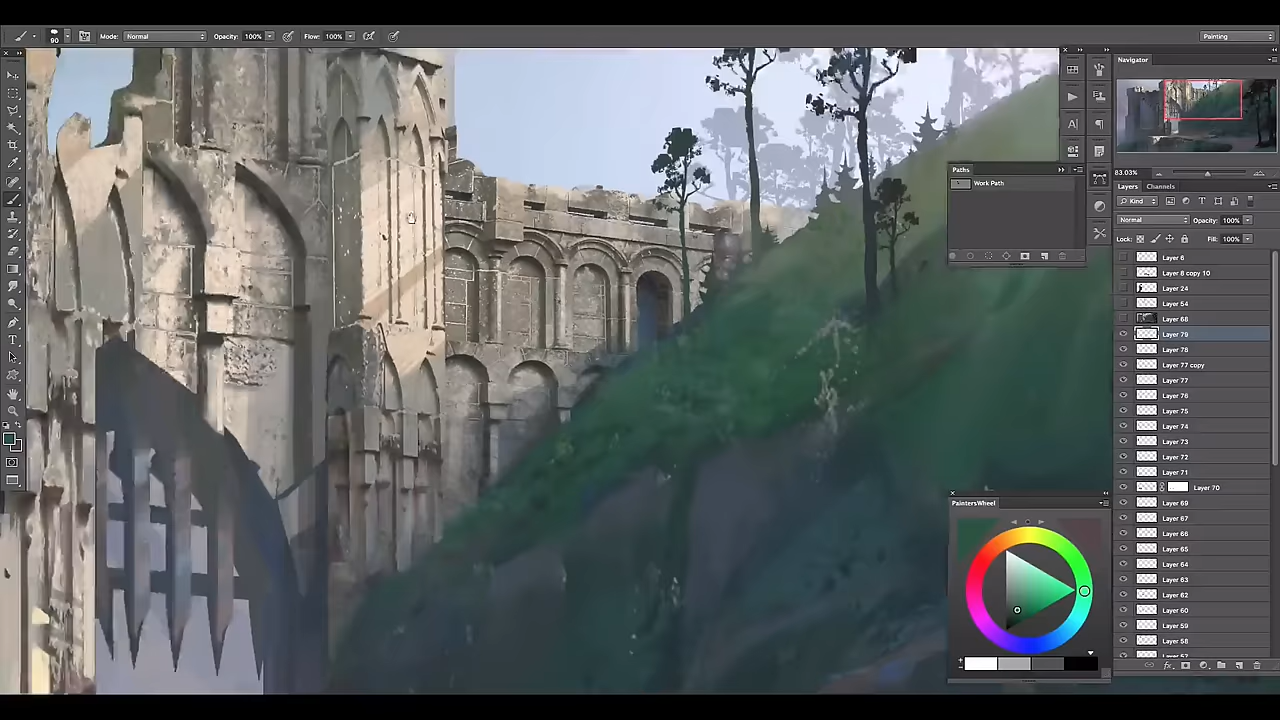 90
Mode: Normal
Opacity: 100%
Flow: 100%
Painting
Navigator
83.03%
Layers Channels
Kind
Normal
Opacity: 100%
Lock:
Fill: 100%
Layer 6
Layer 8 copy 10
Layer 24
Layer 54
Layer 68
Layer 79
Layer 78
Layer 77 copy
Layer 77
Layer 76
Layer 75
Layer 74
Layer 73
Layer 72
Layer 71
Layer 70
Layer 69
Layer 67
Layer 66
Layer 65
Layer 64
Layer 63
Layer 62
Layer 60
Layer 59
Layer 58
Paths
Work Path
PaintersWheel